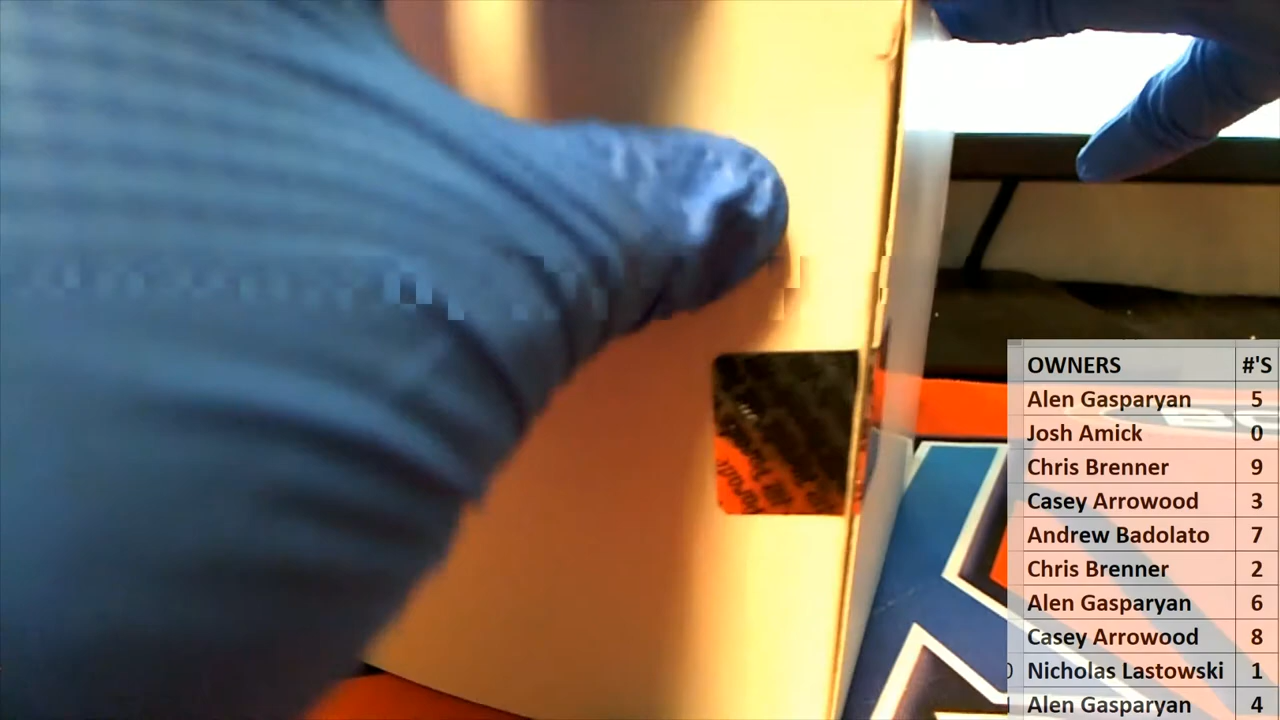 OWNERS #'S
Alen Gasparyan 5
Josh Amick 0
Chris Brenner 9
Casey Arrowood 3
Andrew Badolato 7
Chris Brenner 2
Alen Gasparyan 6
Casey Arrowood 8
Nicholas Lastowski 1
Alen Gasparyan 4